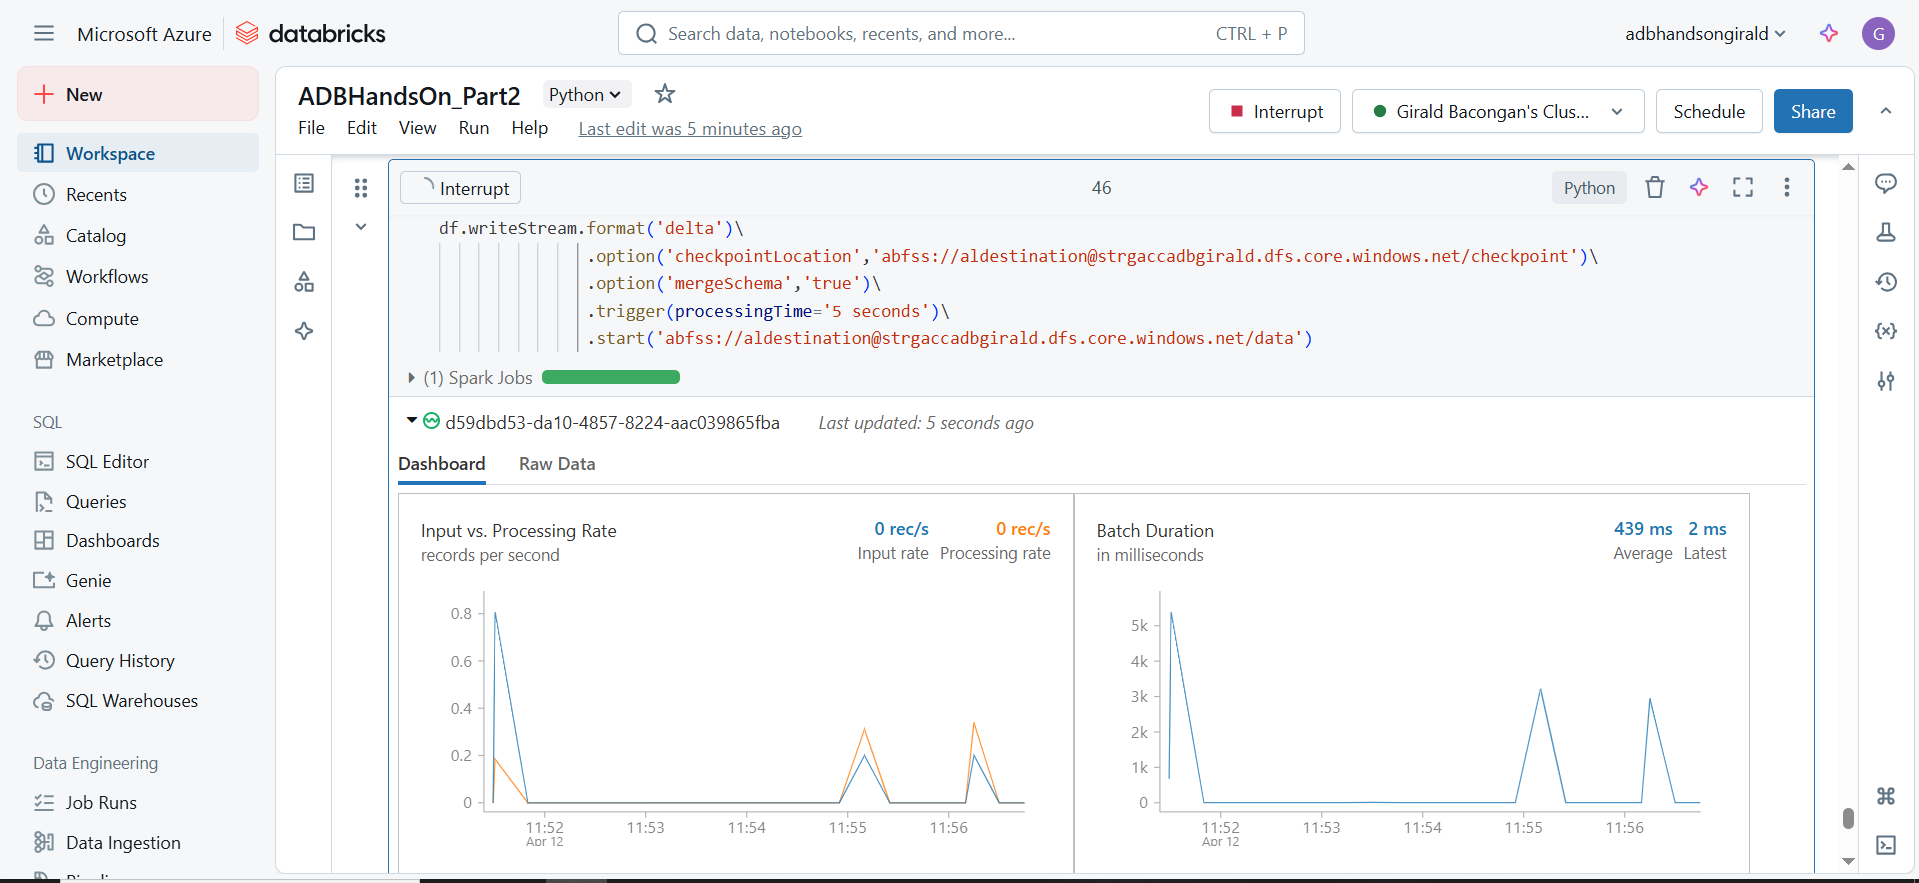 Microsoft Azure databricks
Search data, notebooks, recents, and more... CTRL + P
adbhandsongirald
G
New
Workspace
Recents
Catalog
Workflows
Compute
Marketplace
SQL
SQL Editor
Queries
Dashboards
Genie
Alerts
Query History
SQL Warehouses
Data Engineering
Job Runs
Data Ingestion
ADBHandsOn_Part2 Python
File Edit View Run Help Last edit was 5 minutes ago
Interrupt Girald Bacongan's Clus... Schedule Share
Interrupt 46 Python
df.writeStream.format('delta')\
.option('checkpointLocation','abfss://aldestination@strgaccadbgirald.dfs.core.windows.net/checkpoint')\
.option('mergeSchema','true')\
.trigger(processingTime='5 seconds')\
.start('abfss://aldestination@strgaccadbgirald.dfs.core.windows.net/data')
(1) Spark Jobs
d59dbd53-da10-4857-8224-aac039865fba Last updated: 5 seconds ago
Dashboard Raw Data
Input vs. Processing Rate
records per second
0 rec/s 0 rec/s
Input rate Processing rate
0.8
0.6
0.4
0.2
0
11:52 11:53 11:54 11:55 11:56
Apr 12
Batch Duration
in milliseconds
439 ms 2 ms
Average Latest
5k
4k
3k
2k
1k
0
11:52 11:53 11:54 11:55 11:56
Apr 12